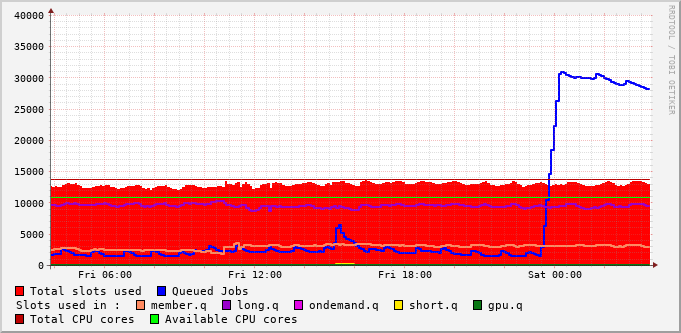 RRDTOOL / TOBI OETIKER
40000
35000
30000
25000
20000
15000
10000
5000
0
Fri 06:00 Fri 12:00 Fri 18:00 Sat 00:00
Total slots used Queued Jobs
Slots used in : member.q long.q ondemand.q short.q gpu.q
Total CPU cores Available CPU cores